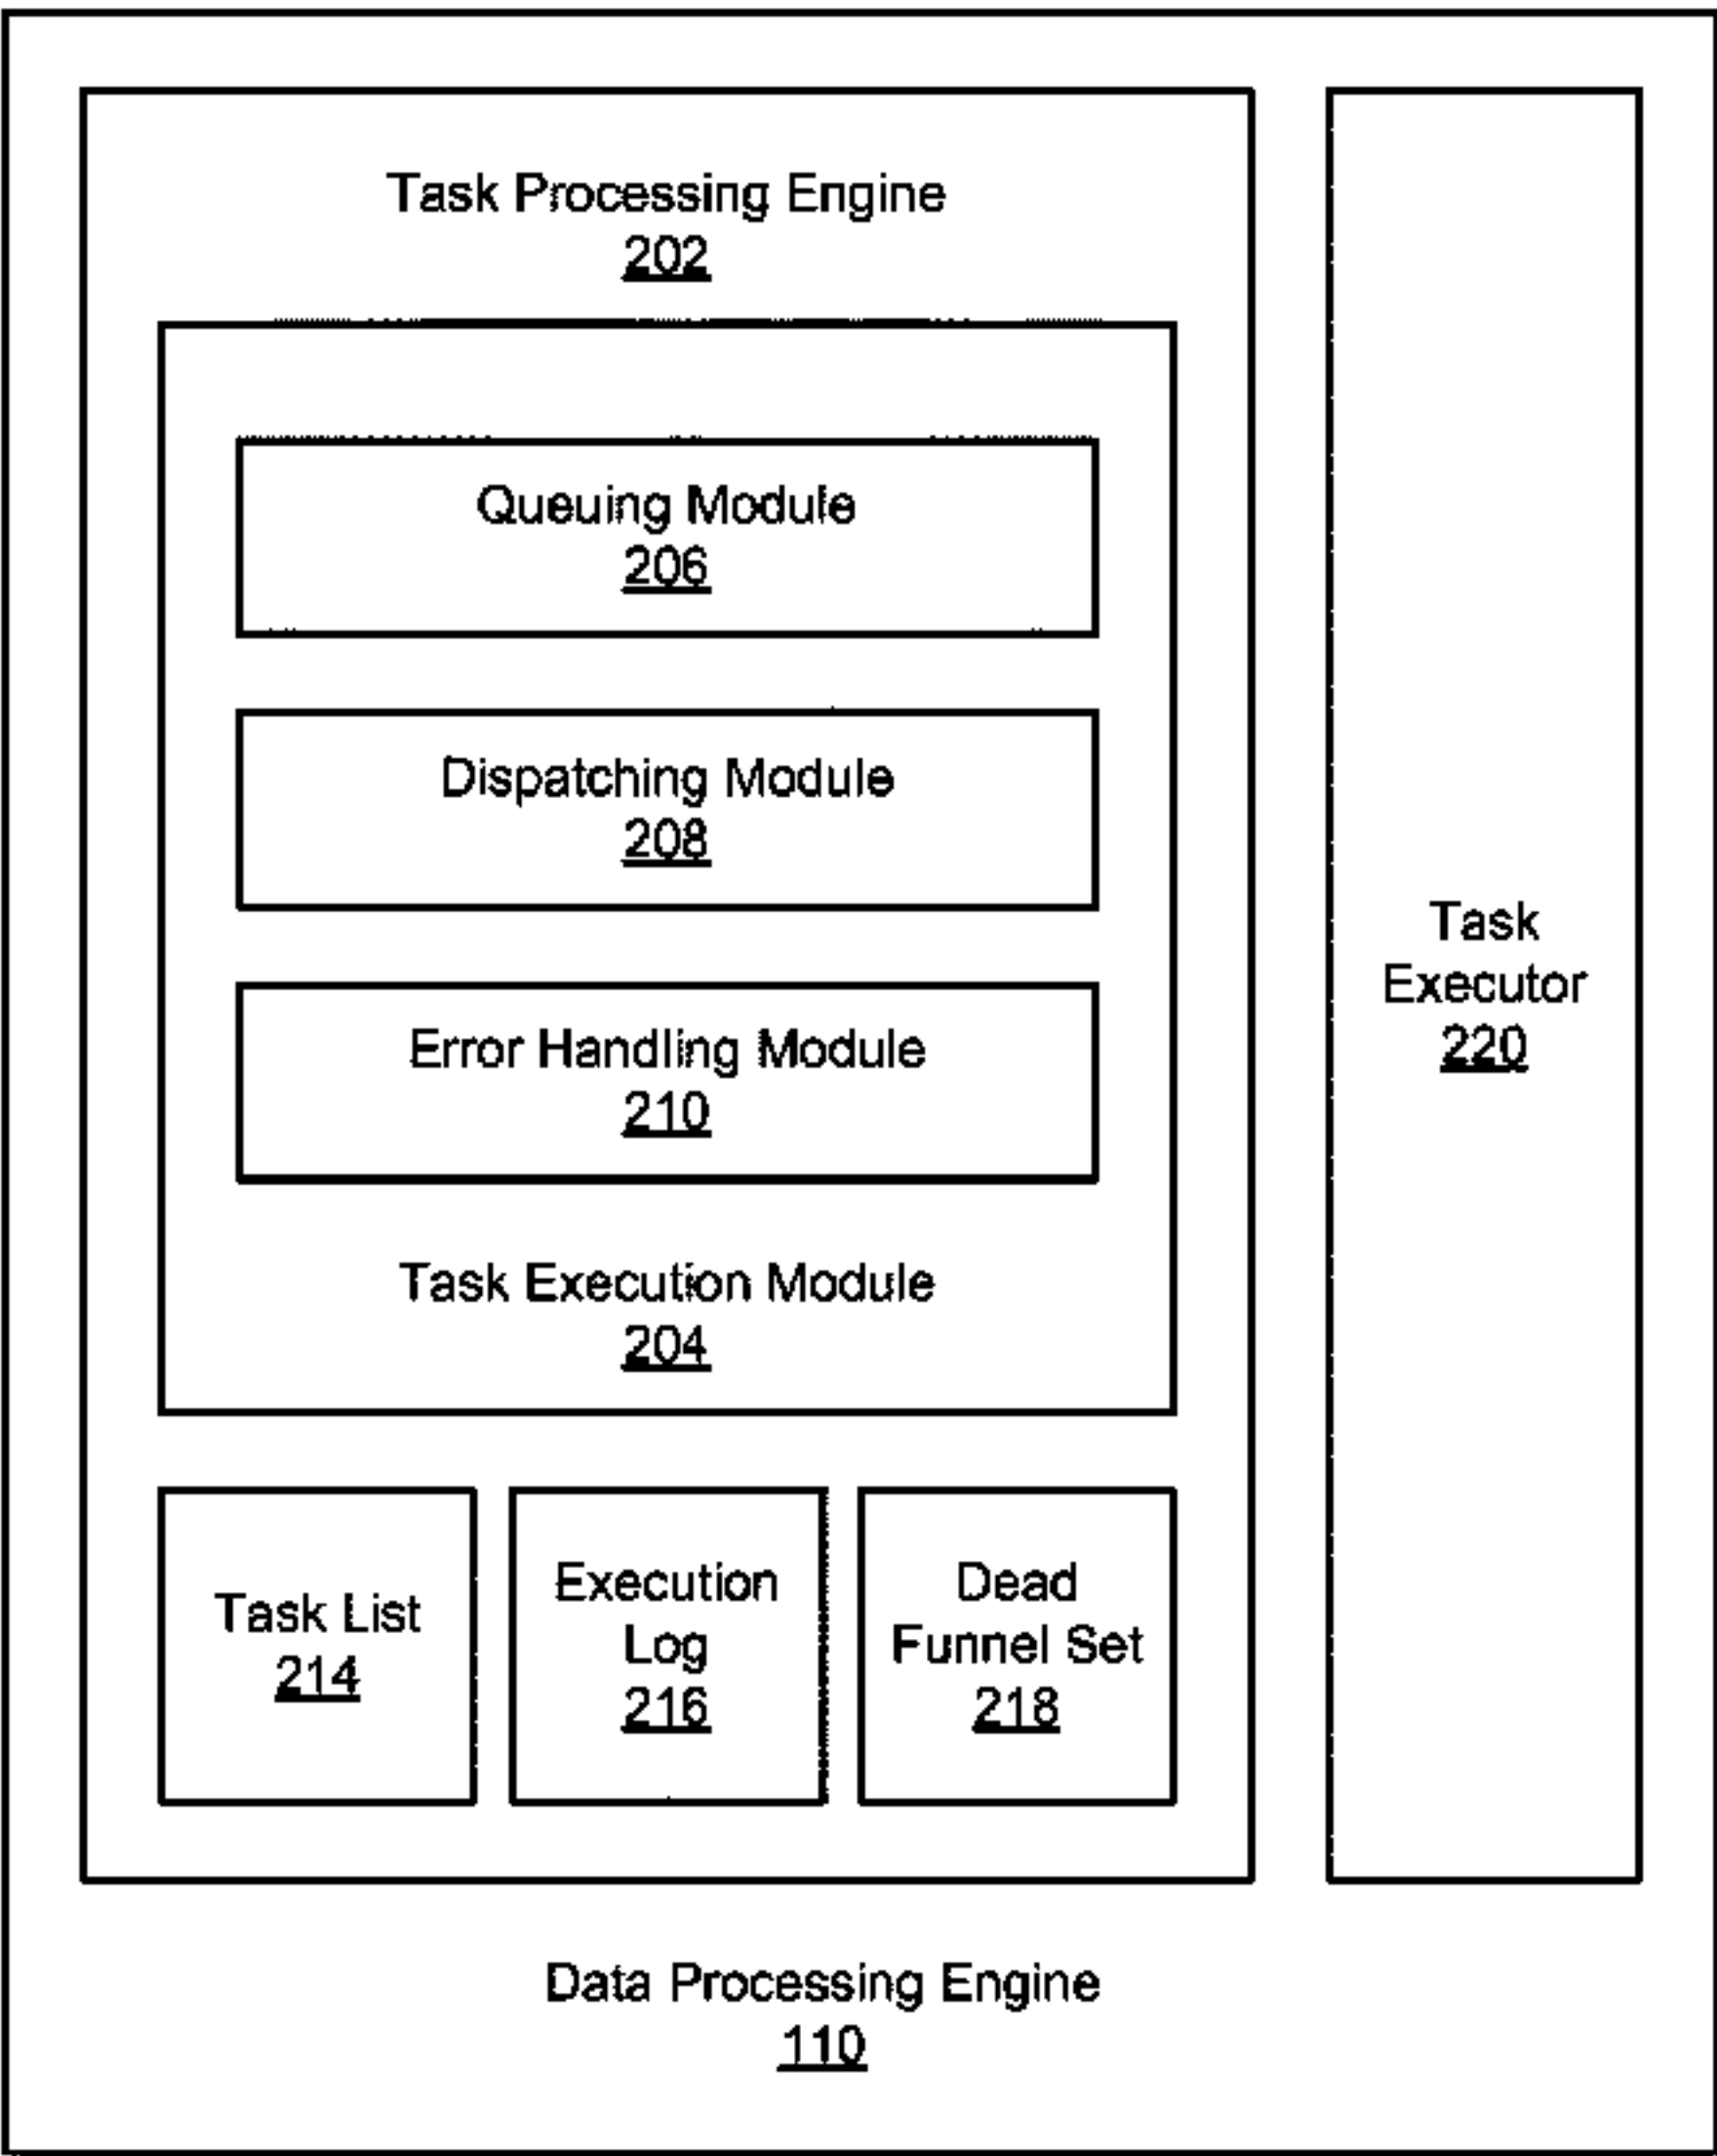 Task Processing Engine
202
Queuing Module
206
Dispatching Module
208
Error Handling Module
210
Task Execution Module
204
Task List
214
Execution
Log
216
Dead
Funnel Set
218
Task
Executor
220
Data Processing Engine
110